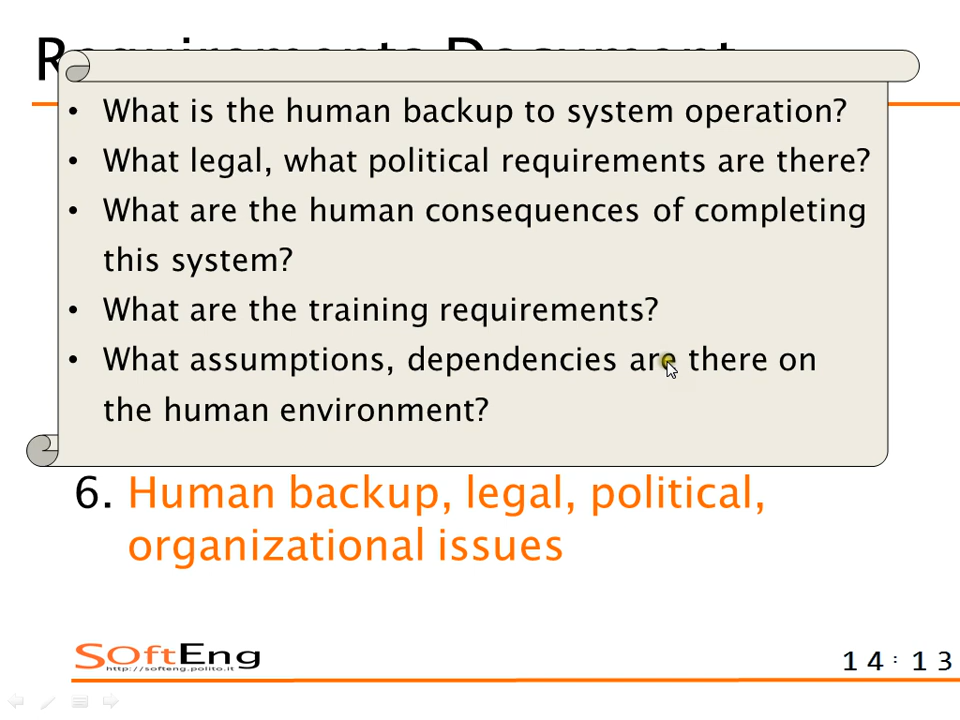 Requirements Document
• What is the human backup to system operation?
• What legal, what political requirements are there?
• What are the human consequences of completing
this system?
• What are the training requirements?
• What assumptions, dependencies are there on
the human environment?
6. Human backup, legal, political,
organizational issues
SOftEng
http://softeng.polito.it
14:13